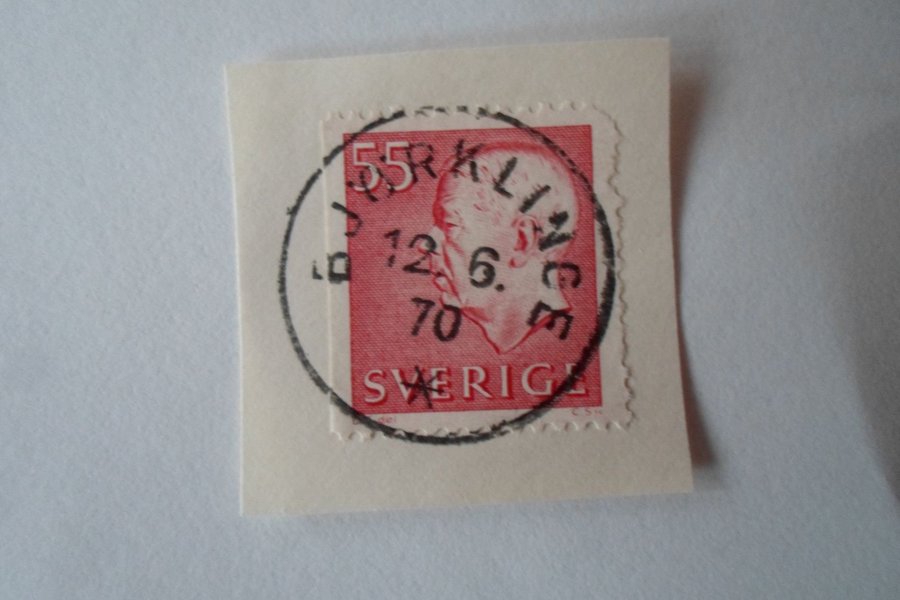 55
BJÖRKLINGE
12. 6.
70
SVERIGE